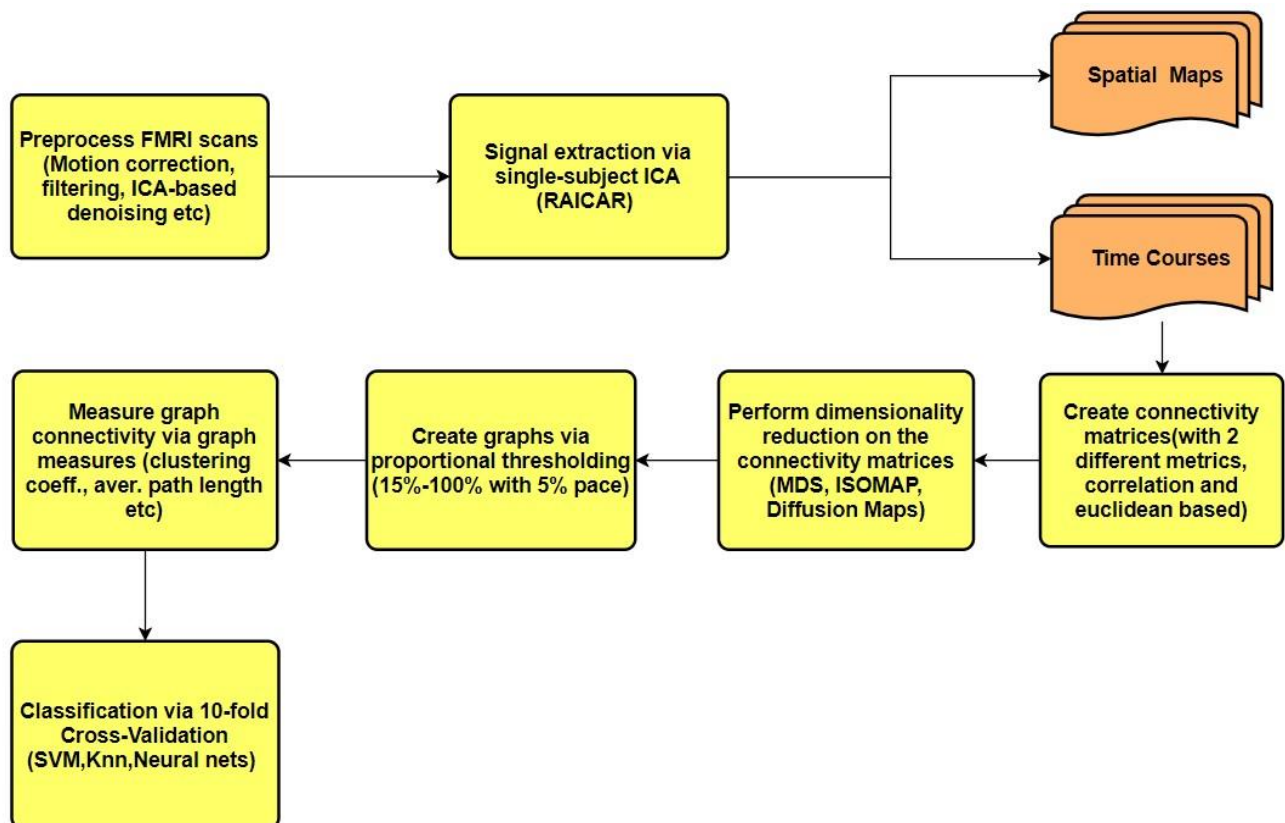 Preprocess FMRI scans
(Motion correction,
filtering, ICA-based
denoising etc)
Signal extraction via
single-subject ICA
(RAICAR)
Spatial Maps
Time Courses
Create connectivity
matrices(with 2
different metrics,
correlation and
euclidean based)
Perform dimensionality
reduction on the
connectivity matrices
(MDS, ISOMAP,
Diffusion Maps)
Create graphs via
proportional thresholding
(15%-100% with 5% pace)
Measure graph
connectivity via graph
measures (clustering
coeff., aver. path length
etc)
Classification via 10-fold
Cross-Validation
(SVM,Knn,Neural nets)